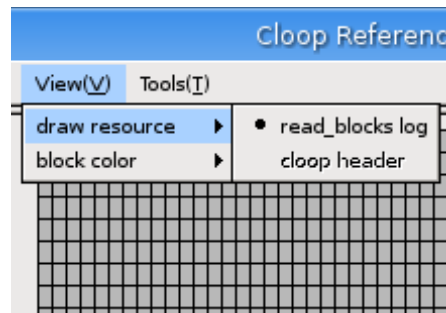 Cloop Referenc
View(V) Tools(T)
draw resource
block color
read_blocks log
cloop header